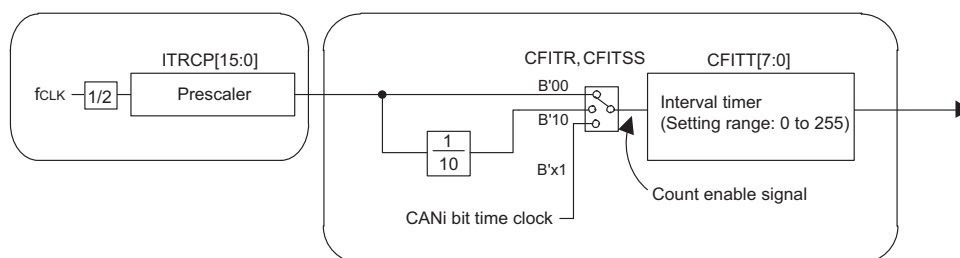 ITRCP[15:0]
fCLK
1/2
Prescaler
CFITR, CFITSS
CFITT[7:0]
B'00
B'10
B'x1
1
10
Interval timer
(Setting range: 0 to 255)
Count enable signal
CANi bit time clock